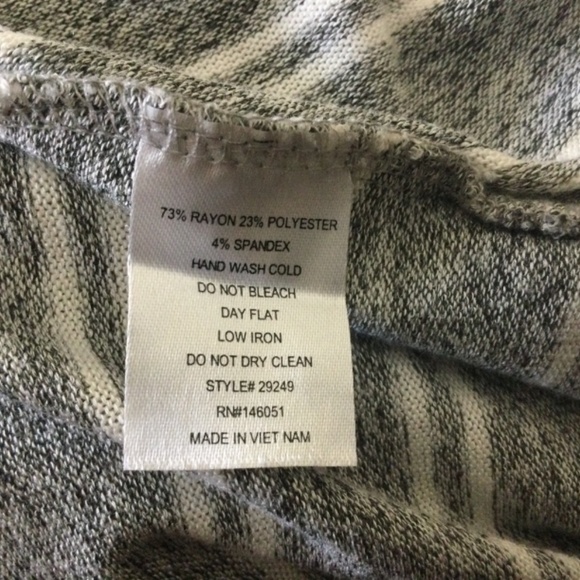 73% RAYON 23% POLYESTER
4% SPANDEX
HAND WASH COLD
DO NOT BLEACH
DAY FLAT
LOW IRON
DO NOT DRY CLEAN
STYLE# 29249
RN#146051
MADE IN VIET NAM